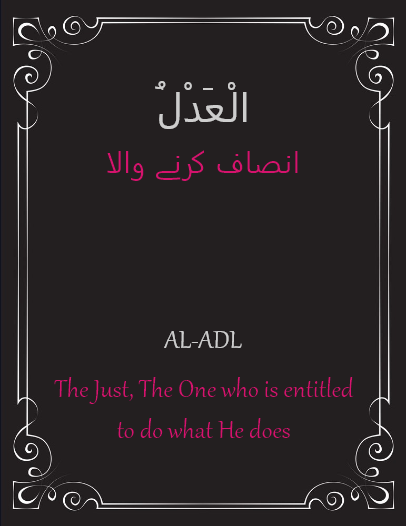 الْعَدْلُ
انصاف کرنے والا
AL-ADL
The Just, The One who is entitled
to do what He does